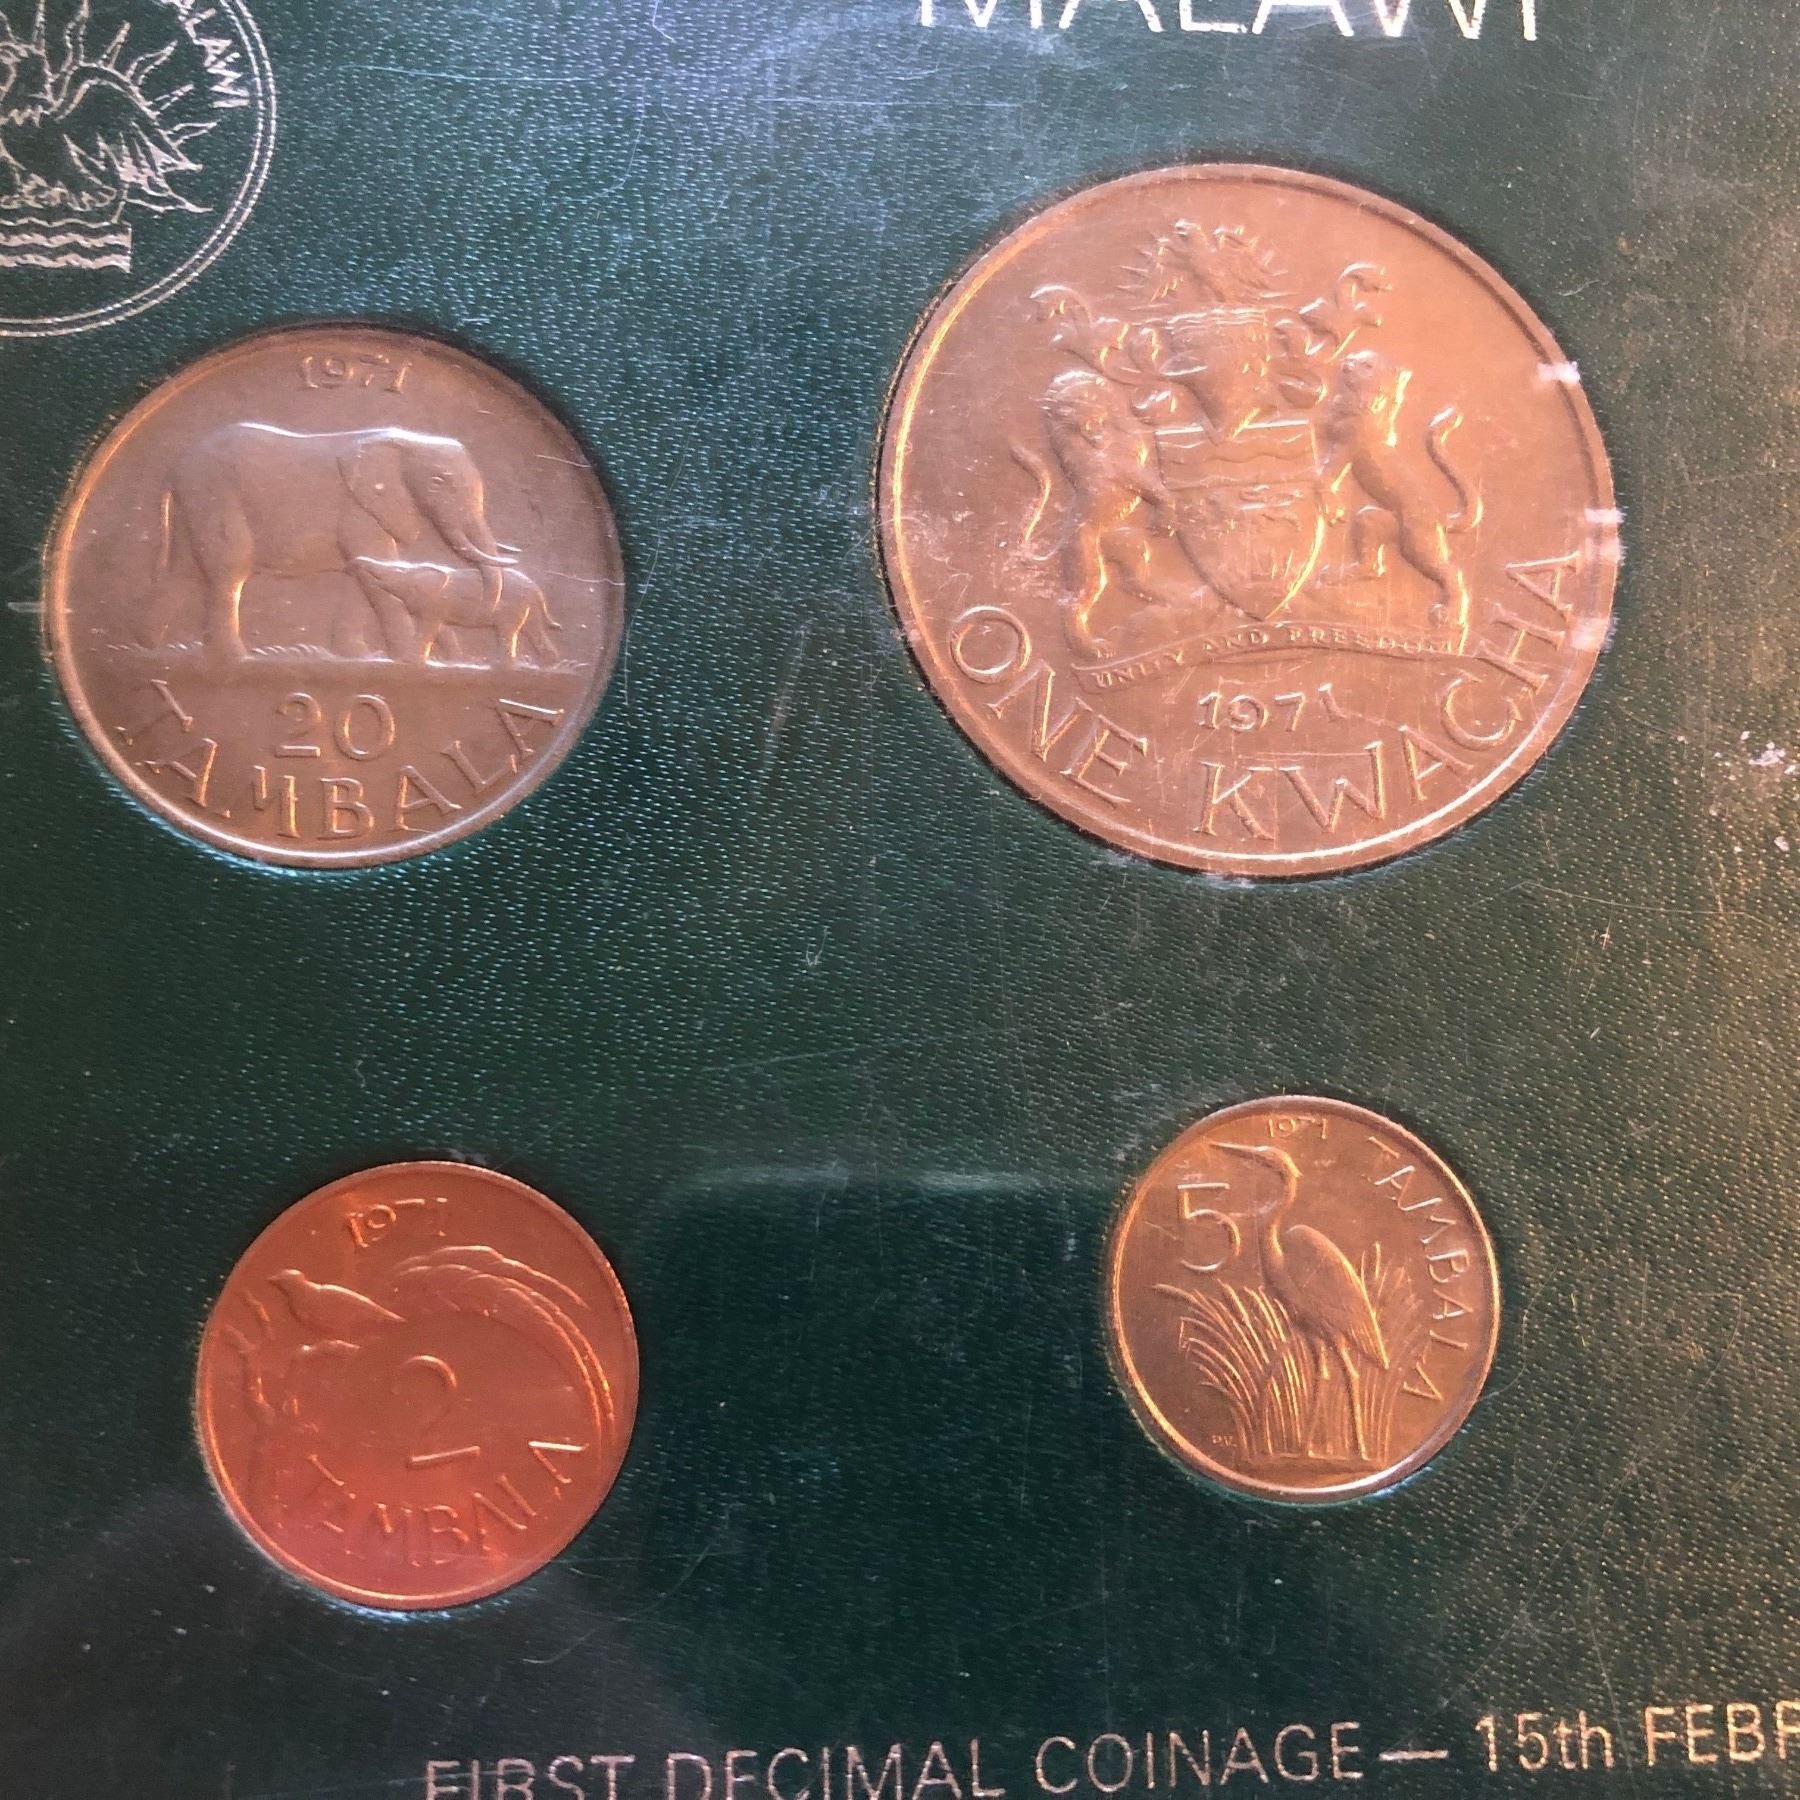 MALAWI
MALAWI
1971
20
TAMBALA
UNITY AND FREEDOM
1971
ONE KWACHA
1971
2
TAMBALA
1971
5
TAMBALA
P.V.
FIRST DECIMAL COINAGE — 15th FEBR